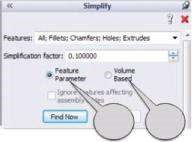 Simplify
Features: All; Fillets; Chamfers; Holes; Extrudes
Simplification factor: 0.100000
Feature Parameter
Volume Based
Ignore features affecting assembly mates
Find Now